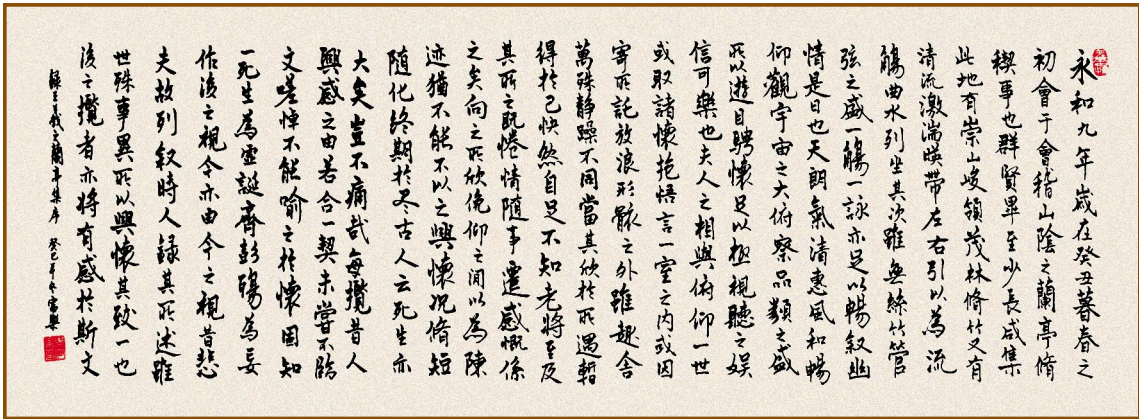 永和九年歲在癸丑暮春之
初會于會稽山陰之蘭亭脩
稧事也群賢畢至少長咸集
此地有崇山峻領茂林脩竹又有
清流激湍暎帶左右引以為流
觴曲水列坐其次雖無絲竹管
弦之盛一觴一詠亦足以暢敘幽
情是日也天朗氣清惠風和暢
仰觀宇宙之大俯察品類之盛
所以遊目騁懷足以極視聽之娛
信可樂也夫人之相與俯仰一世
或取諸懷抱悟言一室之內或因
寄所託放浪形骸之外雖趣舍
萬殊靜躁不同當其欣於所遇暫
得於己快然自足不知老將至及
其所之既惓情隨事遷感慨係
之矣向之所欣俛仰之間以為陳
迹猶不能不以之興懷況脩短
隨化終期於盡古人云死生亦
大矣豈不痛哉每攬昔人
興感之由若合一契未嘗不臨
文嗟悼不能喻之於懷固知
一死生為虛誕齊彭殤為妄
作後之視今亦由今之視昔悲
夫故列敘時人錄其所述雖
世殊事異所以興懷其致一也
後之攬者亦將有感於斯文
錄王羲之蘭亭集序 癸巳年